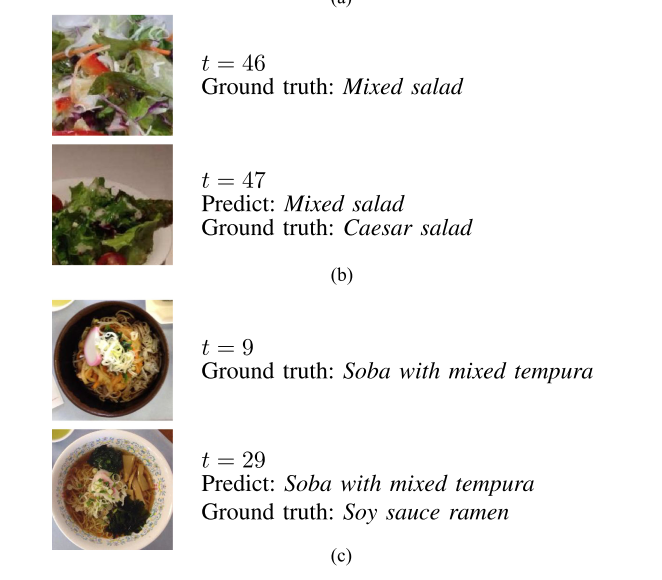 (a)
t = 46
Ground truth: Mixed salad
t = 47
Predict: Mixed salad
Ground truth: Caesar salad
(b)
t = 9
Ground truth: Soba with mixed tempura
t = 29
Predict: Soba with mixed tempura
Ground truth: Soy sauce ramen
(c)